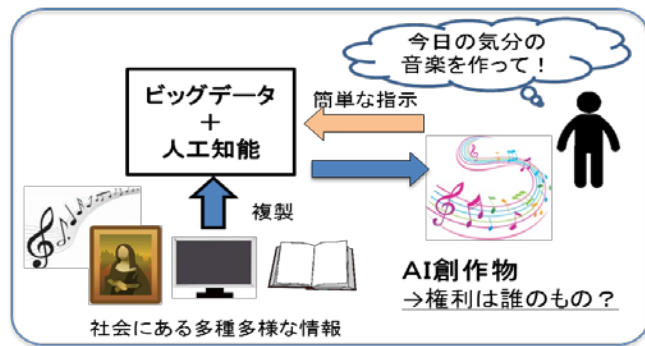 今日の気分の
音楽を作って！
ビッグデータ
＋
人工知能
簡単な指示
複製
AI創作物
→権利は誰のもの？
社会にある多種多様な情報